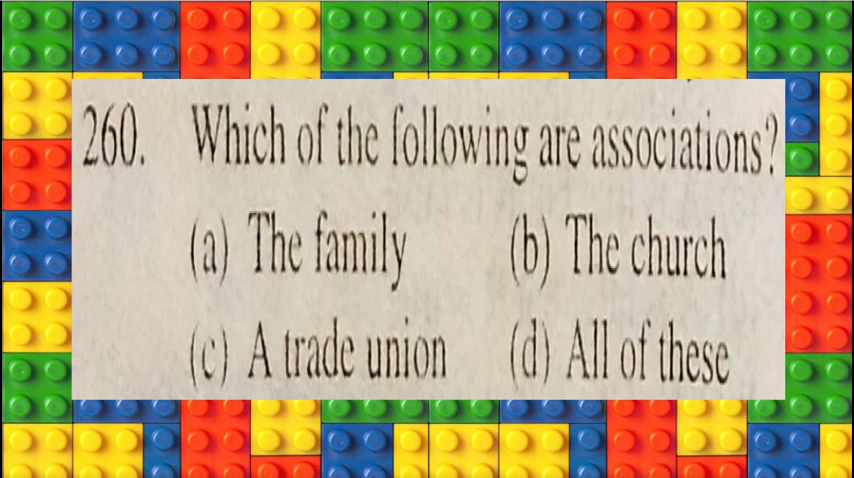 260. Which of the following are associations?
(a) The family (b) The church
(c) A trade union (d) All of these